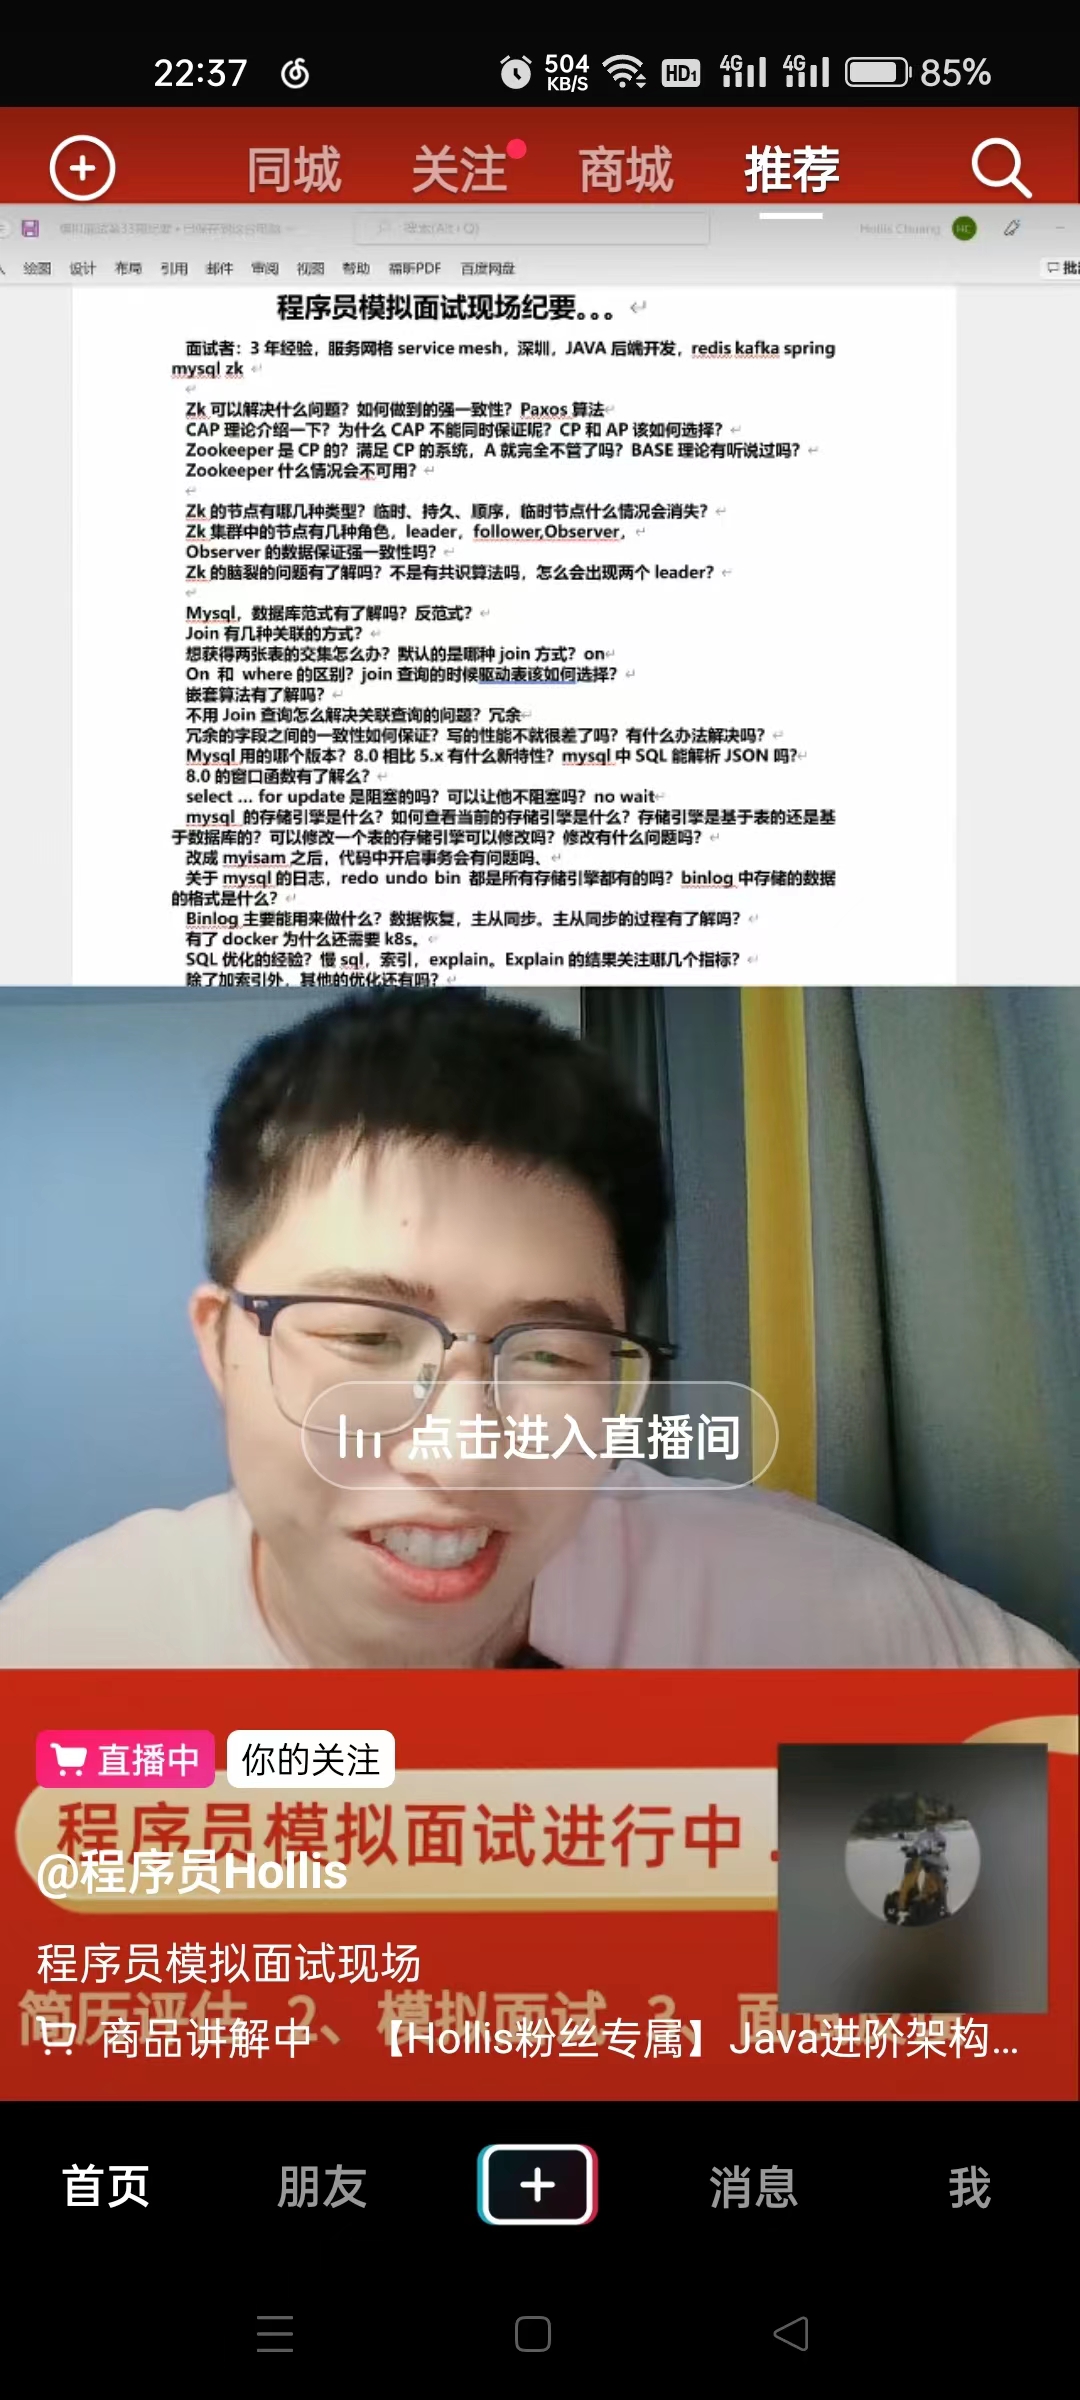 22:37
504
KB/S
HD1
4G
4G
85%
同城
关注
商城
推荐
搜索(Alt+Q)
Hollis Chuang
HC
绘图 设计 布局 引用 邮件 审阅 视图 帮助 福昕PDF 百度网盘
程序员模拟面试现场纪要。。。
面试者：3 年经验，服务网格 service mesh，深圳，JAVA 后端开发，redis kafka spring
mysql zk
Zk 可以解决什么问题？如何做到的强一致性？Paxos 算法
CAP 理论介绍一下？为什么 CAP 不能同时保证呢？CP 和 AP 该如何选择？
Zookeeper 是 CP 的？满足 CP 的系统，A 就完全不管了吗？BASE 理论有听说过吗？
Zookeeper 什么情况会不可用？
Zk 的节点有哪几种类型？临时、持久、顺序，临时节点什么情况会消失？
Zk 集群中的节点有几种角色，leader，follower,Observer，
Observer 的数据保证强一致性吗？
Zk 的脑裂的问题有了解吗？不是有共识算法吗，怎么会出现两个 leader？
Mysql，数据库范式有了解吗？反范式？
Join 有几种关联的方式？
想获得两张表的交集怎么办？默认的是哪种 join 方式？on
On 和 where 的区别？join 查询的时候驱动表该如何选择？
嵌套算法有了解吗？
不用 Join 查询怎么解决关联查询的问题？冗余
冗余的字段之间的一致性如何保证？写的性能不就很差了吗？有什么办法解决吗？
Mysql 用的哪个版本？8.0 相比 5.x 有什么新特性？mysql 中 SQL 能解析 JSON 吗?
8.0 的窗口函数有了解么？
select ... for update 是阻塞的吗？可以让他不阻塞吗？no wait
mysql 的存储引擎是什么？如何查看当前的存储引擎是什么？存储引擎是基于表的还是基
于数据库的？可以修改一个表的存储引擎可以修改吗？修改有什么问题吗？
改成 myisam 之后，代码中开启事务会有问题吗、
关于 mysql 的日志，redo undo bin 都是所有存储引擎都有的吗？binlog 中存储的数据
的格式是什么？
Binlog 主要能用来做什么？数据恢复，主从同步。主从同步的过程有了解吗？
有了 docker 为什么还需要 k8s。
SQL 优化的经验？慢 sql，索引，explain。Explain 的结果关注哪几个指标？
除了加索引外，其他的优化还有吗？
点击进入直播间
直播中
你的关注
程序员模拟面试进行中 .
@程序员Hollis
程序员模拟面试现场
简历评估 2、模拟面试 3、面
商品讲解中 【Hollis粉丝专属】Java进阶架构...
首页
朋友
消息
我